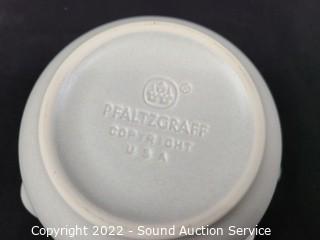 ®
PFALTZGRAFF
COPYRIGHT
U S A
Copyright 2022 - Sound Auction Service